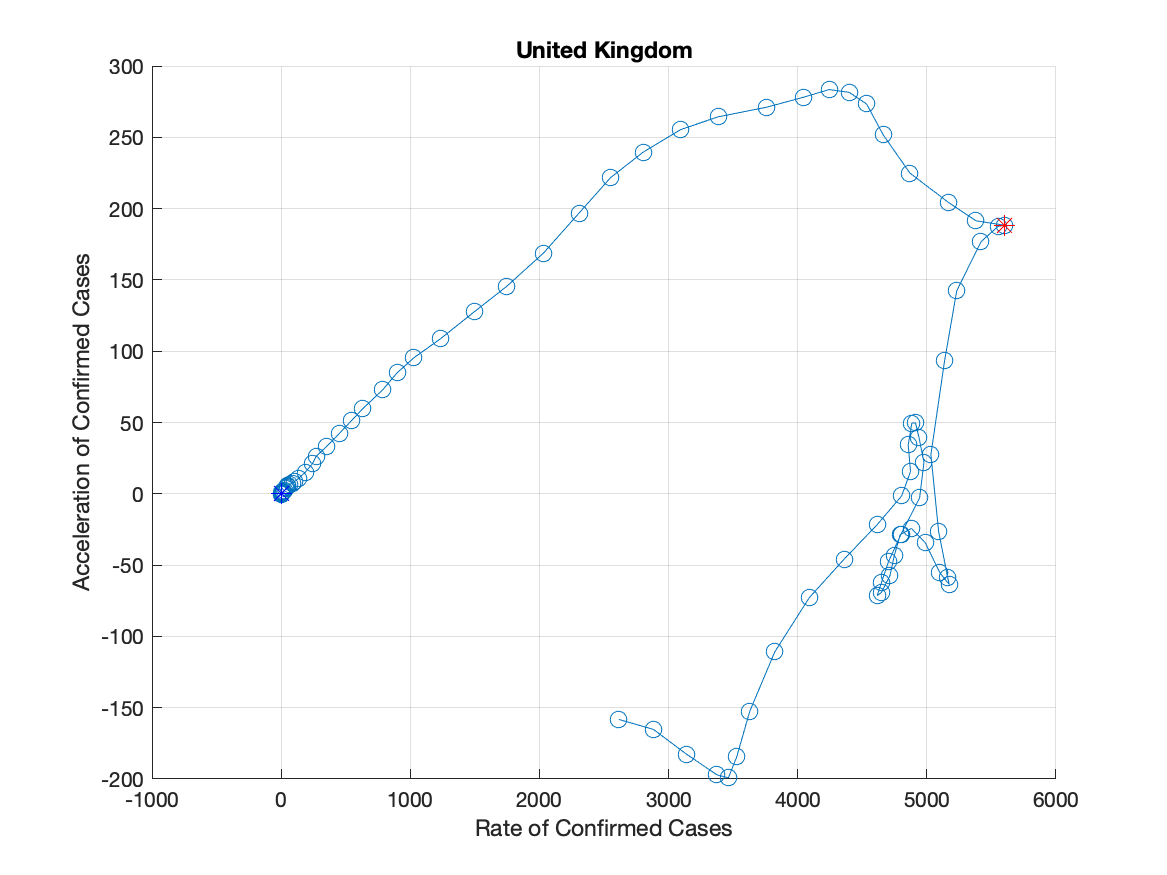 United Kingdom
300
250
200
150
100
50
0
-50
-100
-150
-200
Acceleration of Confirmed Cases
-1000 0 1000 2000 3000 4000 5000 6000
Rate of Confirmed Cases